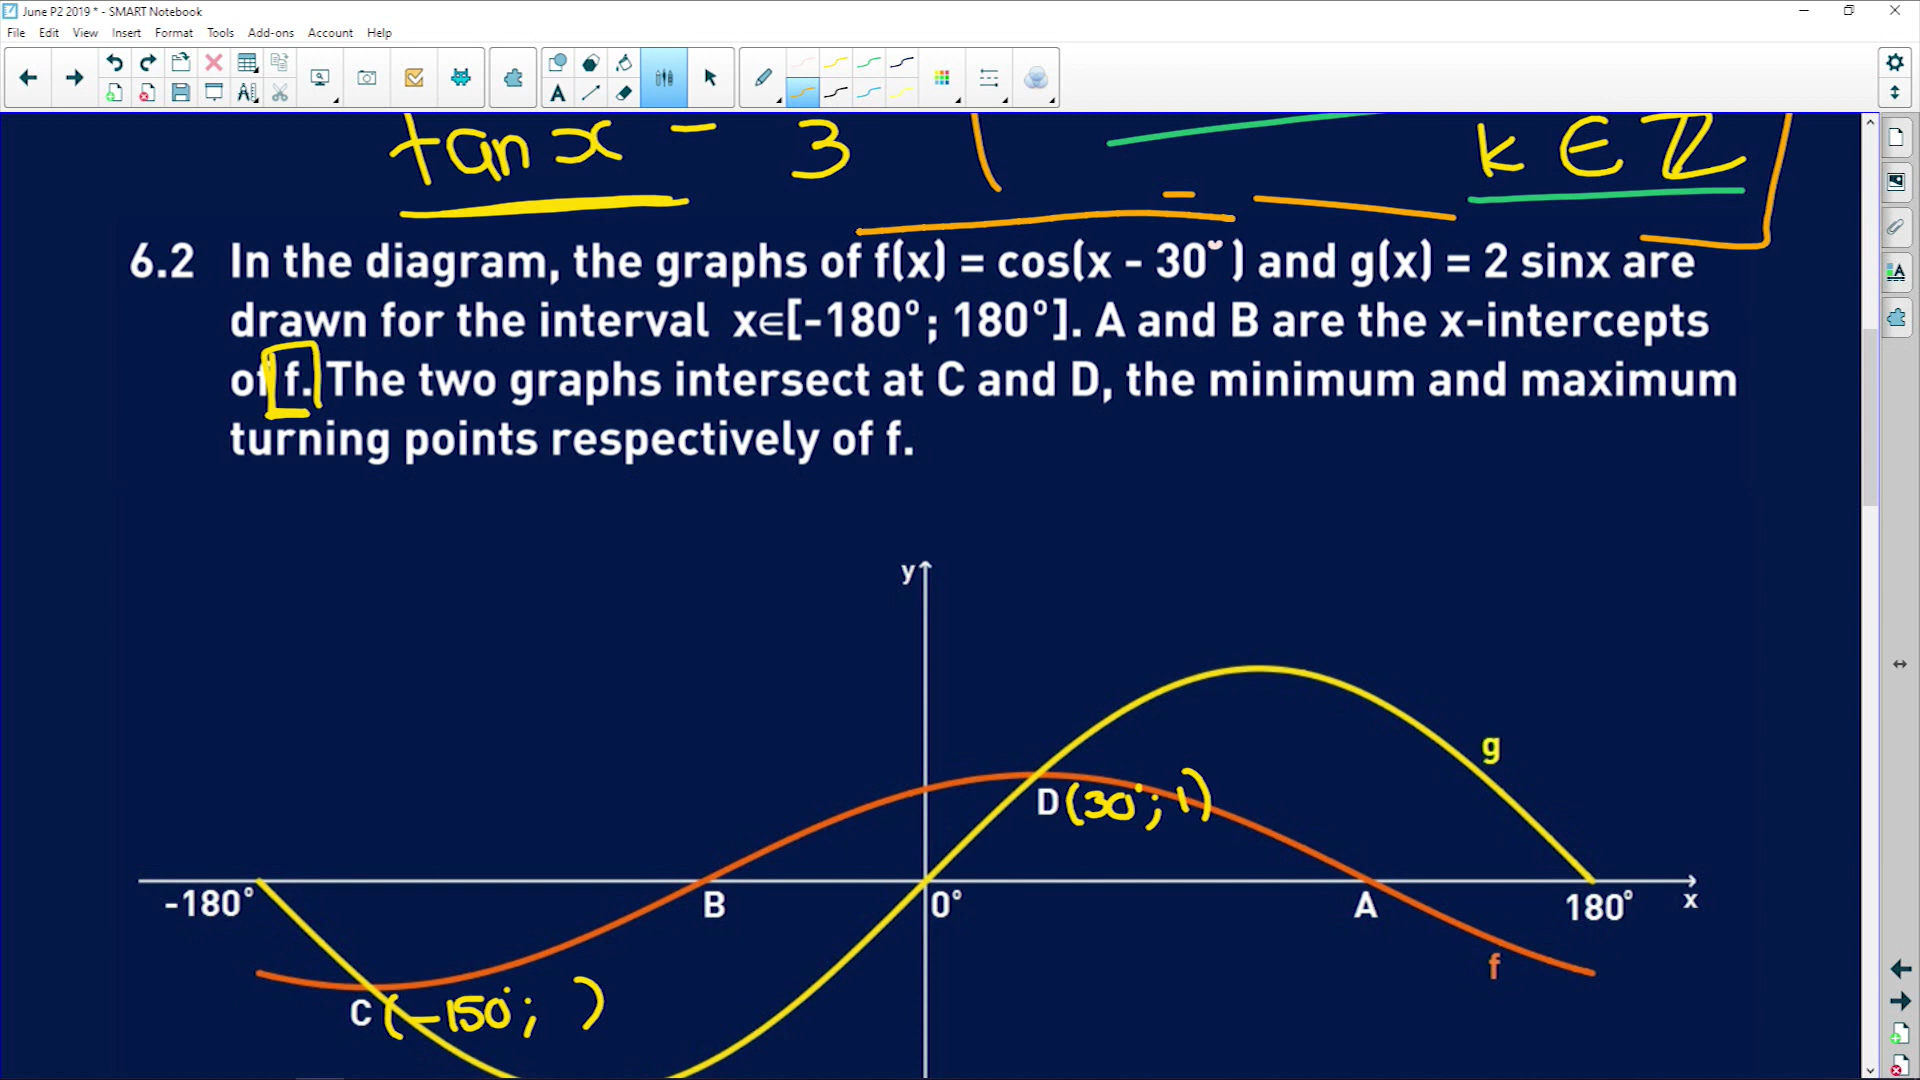 June P2 2019 * - SMART Notebook
File Edit View Insert Format Tools Add-ons Account Help
tan x - 3 k ∈ ℤ
6.2 In the diagram, the graphs of f(x) = cos(x - 30°) and g(x) = 2 sinx are
drawn for the interval x∈[-180°; 180°]. A and B are the x-intercepts
of f. The two graphs intersect at C and D, the minimum and maximum
turning points respectively of f.
y
g
D (30°; 1)
-180° B 0° A 180° x
f
C (-150°; )